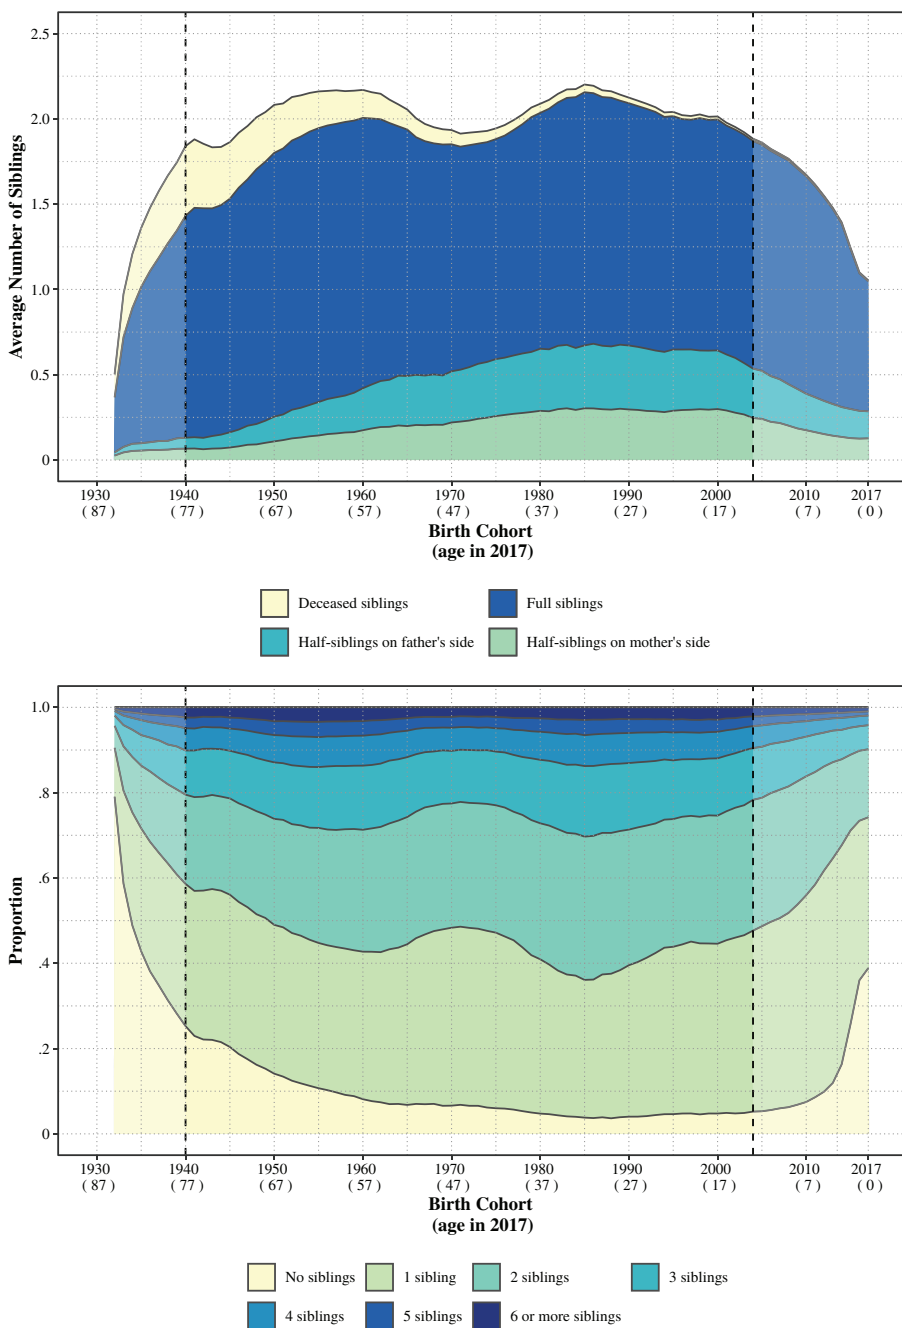 2.5
2.0
1.5
1.0
0.5
0
Average Number of Siblings
1930 1940 1950 1960 1970 1980 1990 2000 2010 2017
( 87 ) ( 77 ) ( 67 ) ( 57 ) ( 47 ) ( 37 ) ( 27 ) ( 17 ) ( 7 ) ( 0 )
Birth Cohort
(age in 2017)
Deceased siblings Full siblings
Half-siblings on father's side Half-siblings on mother's side
1.0
.8
.6
.4
.2
0
Proportion
1930 1940 1950 1960 1970 1980 1990 2000 2010 2017
( 87 ) ( 77 ) ( 67 ) ( 57 ) ( 47 ) ( 37 ) ( 27 ) ( 17 ) ( 7 ) ( 0 )
Birth Cohort
(age in 2017)
No siblings 1 sibling 2 siblings 3 siblings
4 siblings 5 siblings 6 or more siblings